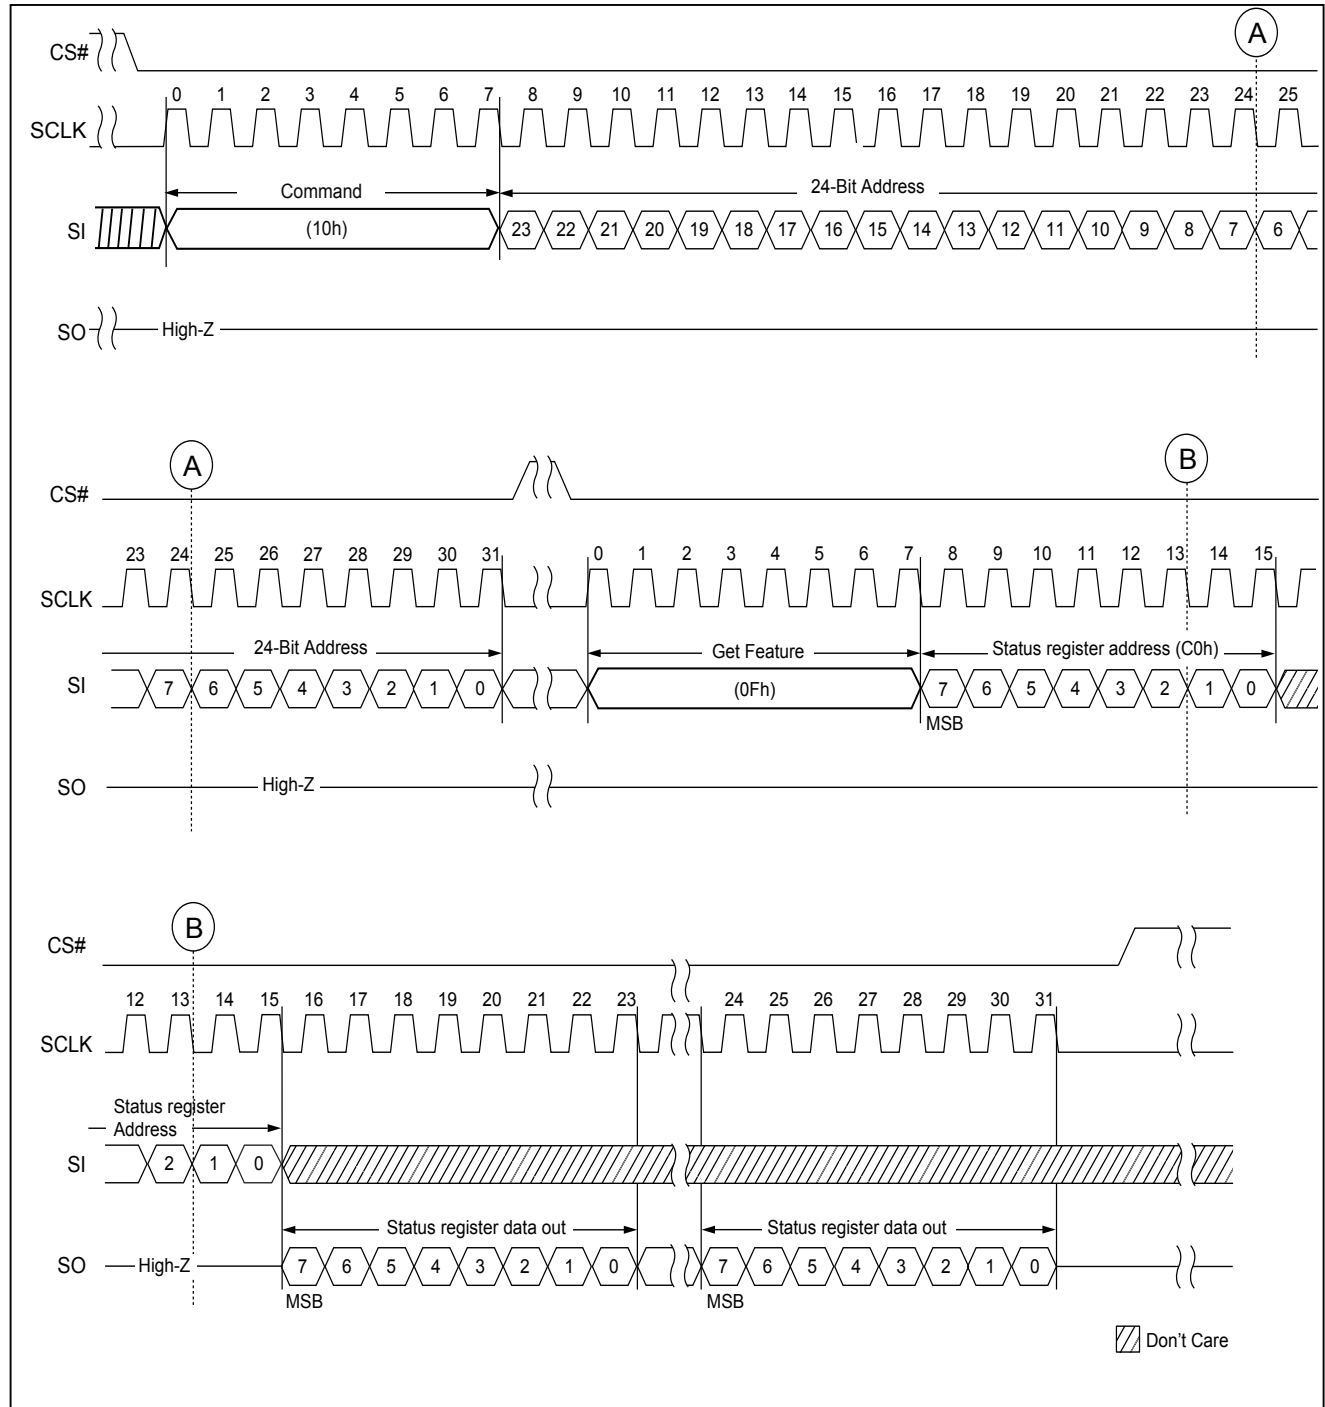 A
CS#
0 1 2 3 4 5 6 7 8 9 10 11 12 13 14 15 16 17 18 19 20 21 22 23 24 25
SCLK
Command 24-Bit Address
SI (10h) 23 22 21 20 19 18 17 16 15 14 13 12 11 10 9 8 7 6
SO High-Z
A B
CS#
23 24 25 26 27 28 29 30 31 0 1 2 3 4 5 6 7 8 9 10 11 12 13 14 15
SCLK
24-Bit Address Get Feature Status register address (C0h)
SI 7 6 5 4 3 2 1 0 (0Fh) 7 6 5 4 3 2 1 0
MSB
SO High-Z
B
CS#
12 13 14 15 16 17 18 19 20 21 22 23 24 25 26 27 28 29 30 31
SCLK
Status register
Address
SI 2 1 0
Status register data out Status register data out
SO High-Z 7 6 5 4 3 2 1 0 7 6 5 4 3 2 1 0
MSB MSB
Don't Care